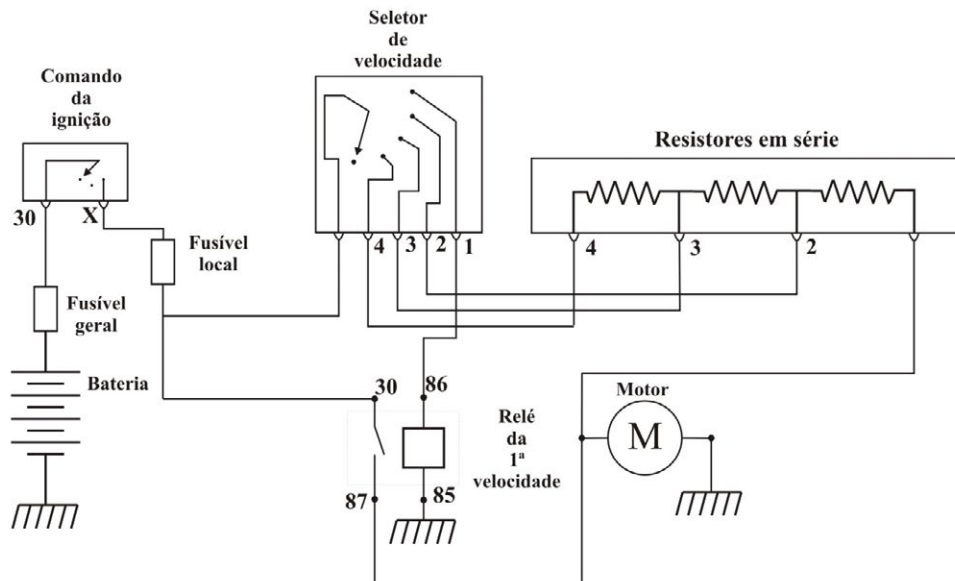 Seletor
de
velocidade
Comando
da
ignição
30
X
Fusível
local
Fusível
geral
Bateria
4
3
2
1
Resistores em série
4
3
2
30
86
87
85
Relé
da
1ª
velocidade
Motor
M